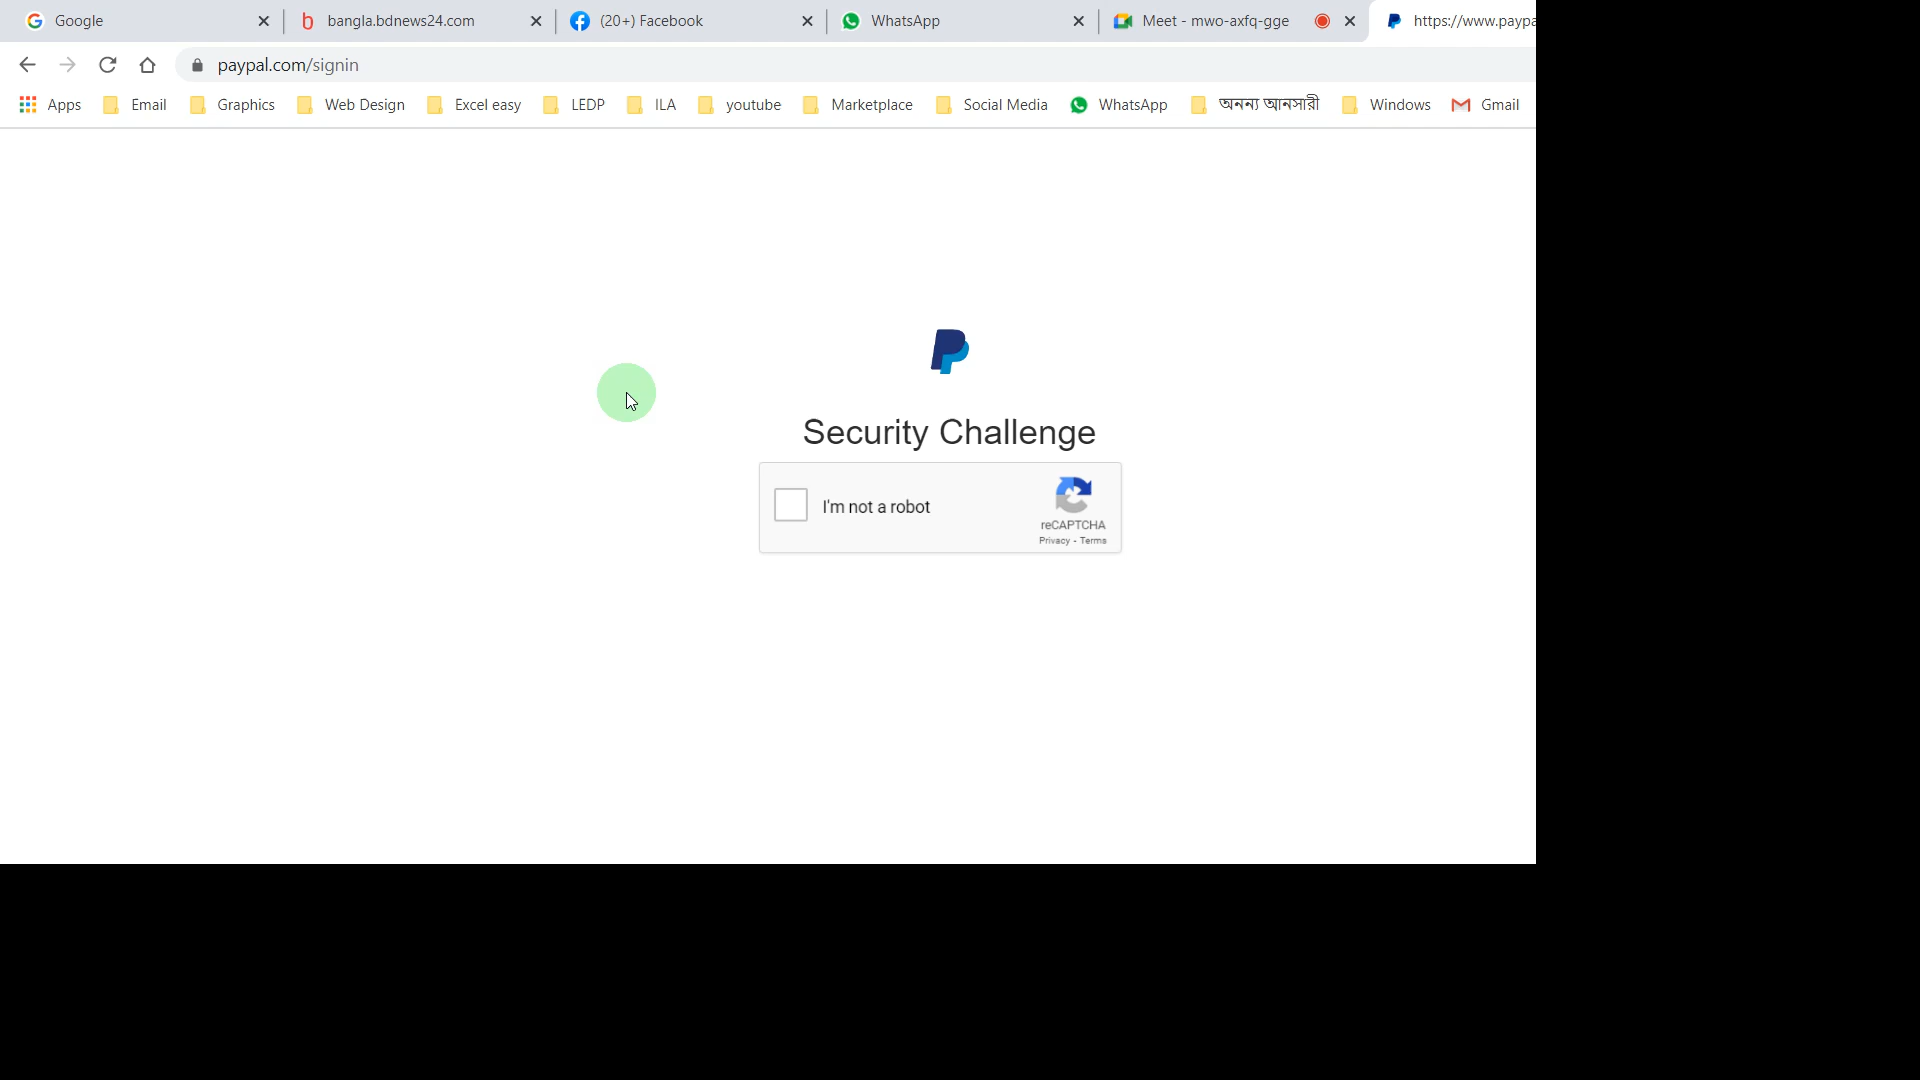 Google bangla.bdnews24.com (20+) Facebook WhatsApp Meet - mwo-axfq-gge https://www.paypa
paypal.com/signin
Apps Email Graphics Web Design Excel easy LEDP ILA youtube Marketplace Social Media WhatsApp অনন্য আনসারী Windows Gmail
Security Challenge
I'm not a robot
reCAPTCHA
Privacy - Terms